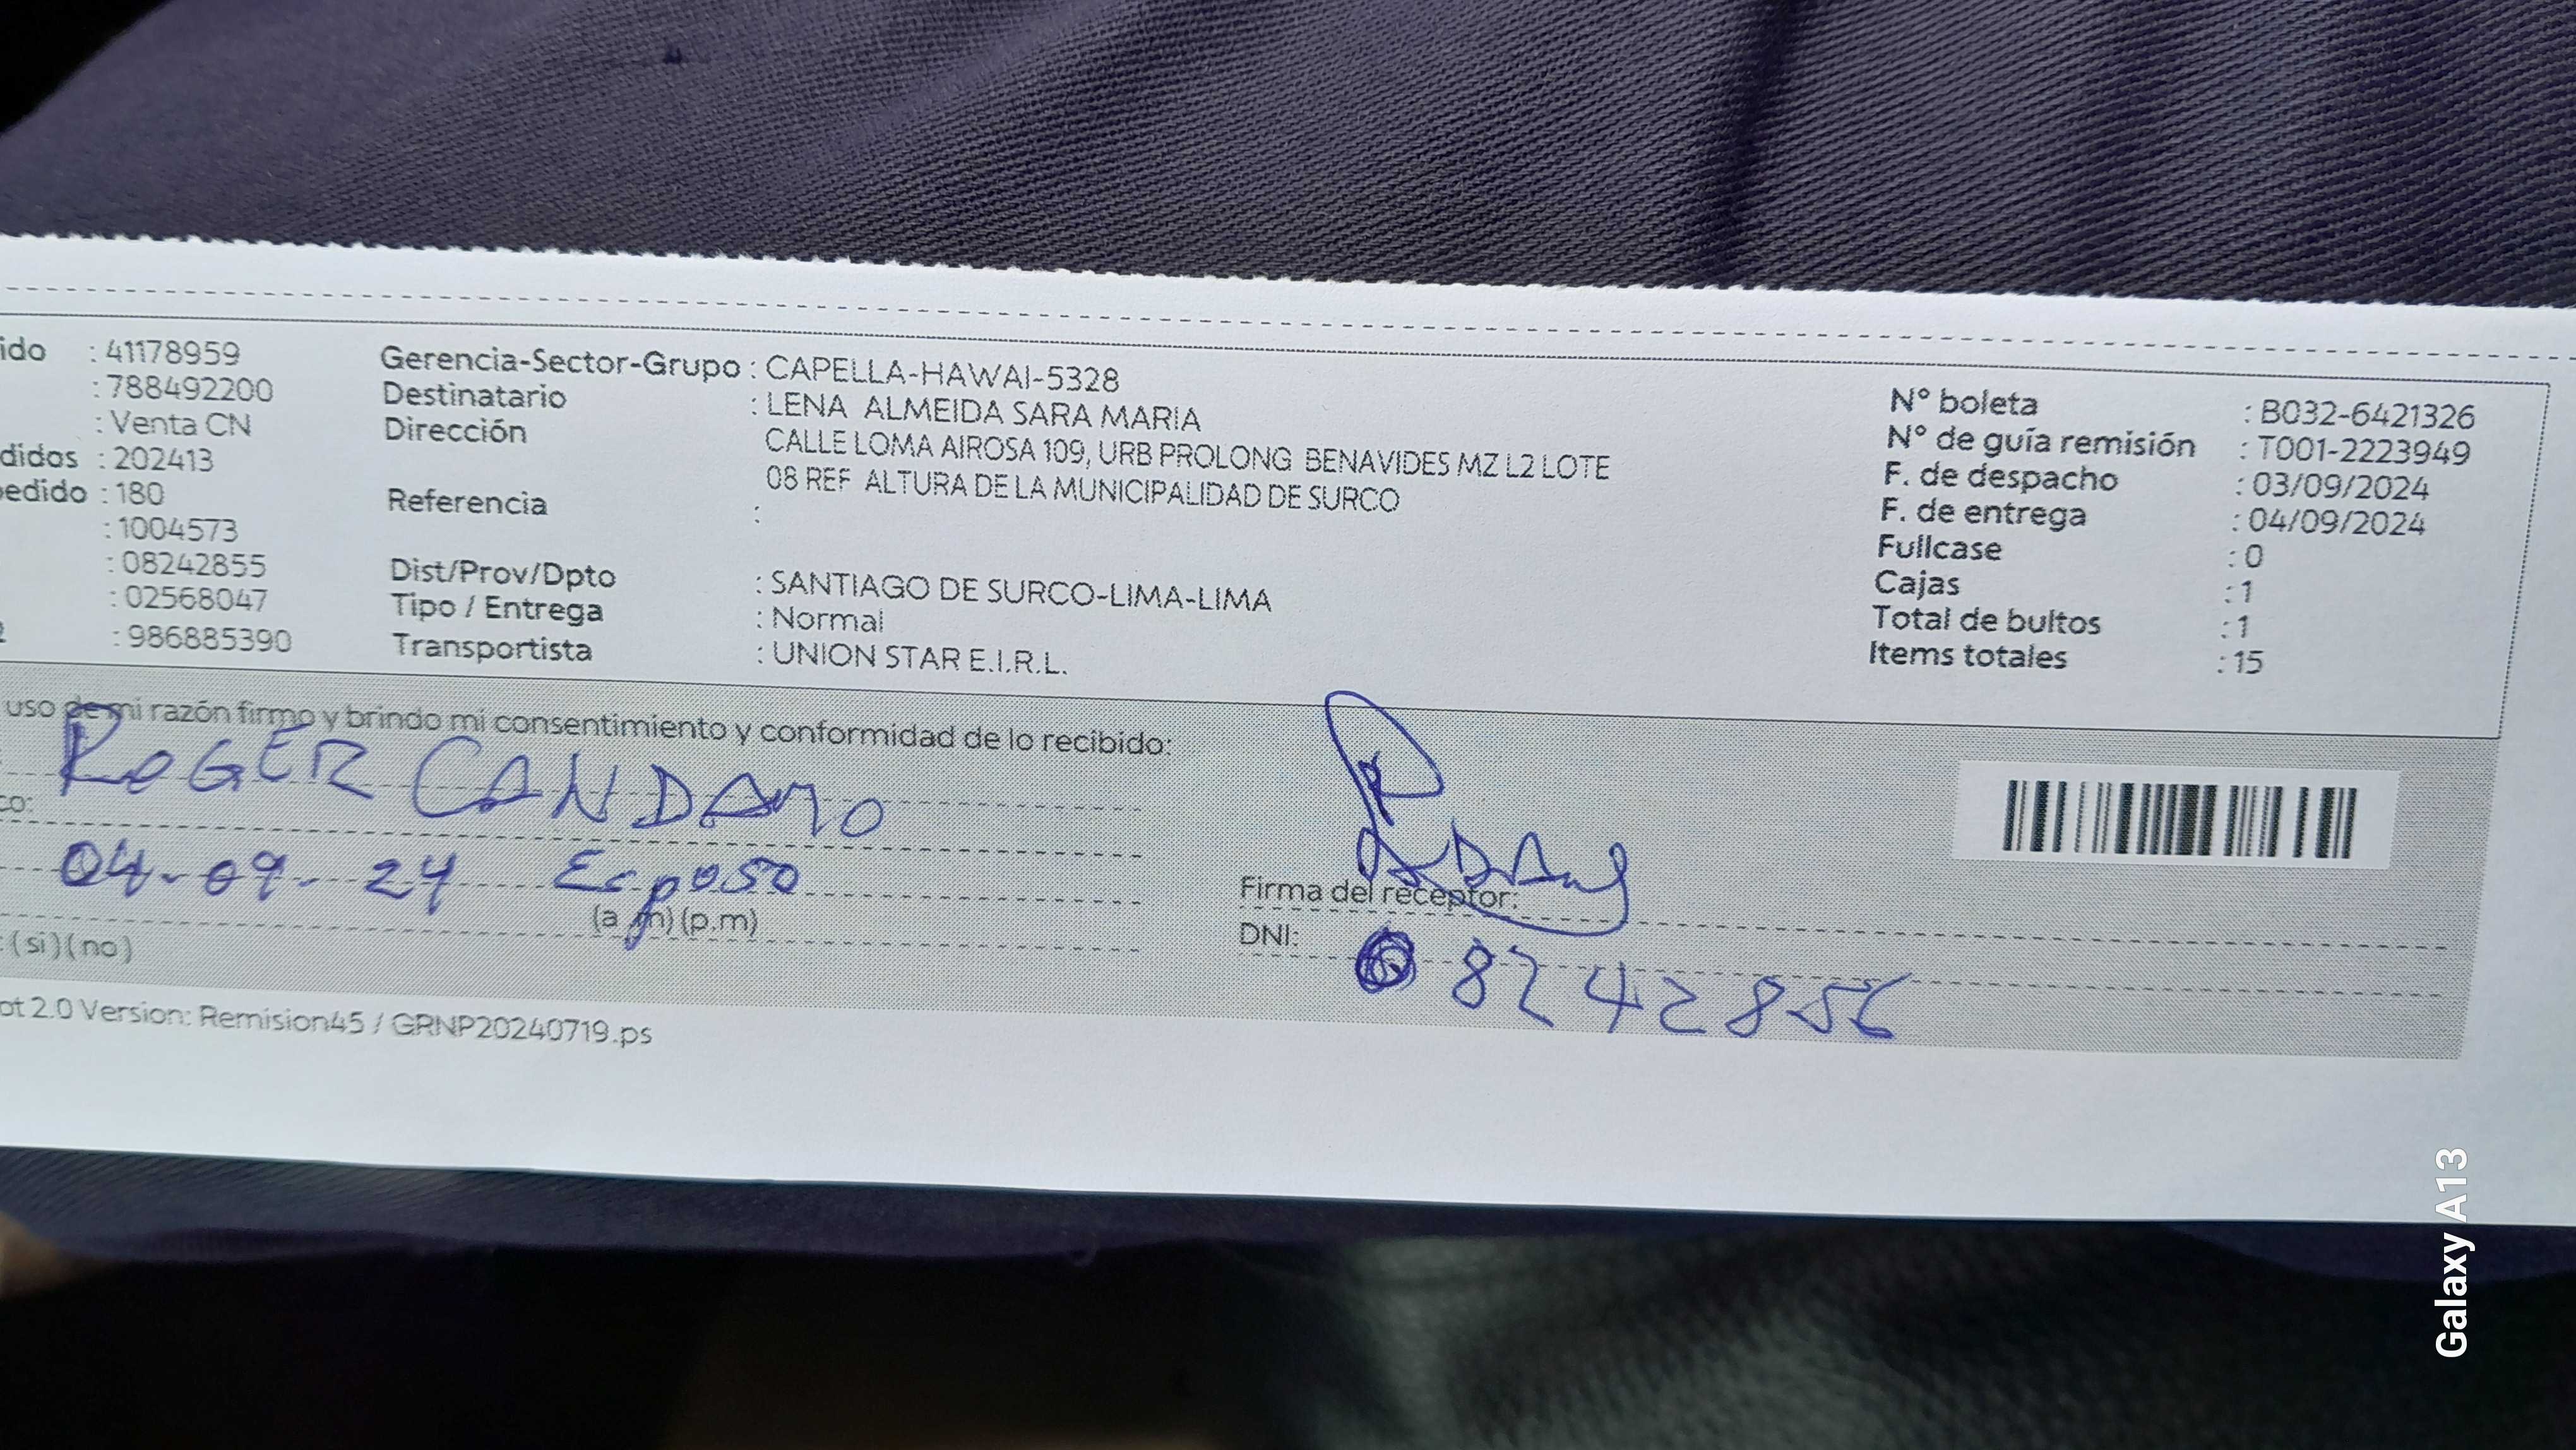 ido : 41178959
: 788492200
: Venta CN
didos : 202413
pedido : 180
: 1004573
: 08242855
: 02568047
2 : 986885390
Gerencia-Sector-Grupo : CAPELLA-HAWAI-5328
Destinatario : LENA ALMEIDA SARA MARIA
Dirección CALLE LOMA AIROSA 109, URB PROLONG BENAVIDES MZ L2 LOTE
08 REF ALTURA DE LA MUNICIPALIDAD DE SURCO
Referencia :
Dist/Prov/Dpto : SANTIAGO DE SURCO-LIMA-LIMA
Tipo / Entrega : Normal
Transportista : UNION STAR E.I.R.L.
N° boleta : B032-6421326
N° de guía remisión : T001-2223949
F. de despacho : 03/09/2024
F. de entrega : 04/09/2024
Fullcase : 0
Cajas : 1
Total de bultos : 1
Items totales : 15
uso de mi razón firmo y brindo mi consentimiento y conformidad de lo recibido:
ROGER CANDAMO
co:
04-09-24 Esposo
(a.m) (p.m)
: (si) (no)
Firma del receptor:
DNI: 08242856
ot 2.0 Version: Remision45 / GRNP20240719.ps
Galaxy A13